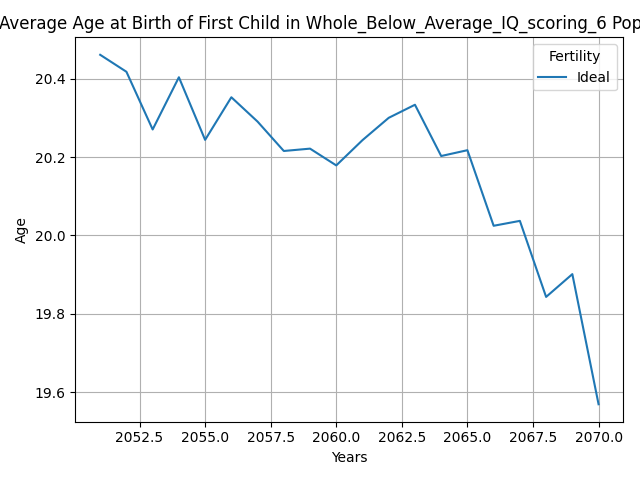 Average Age at Birth of First Child in Whole_Below_Average_IQ_scoring_6 Pop
Fertility
Ideal
Age
20.4
20.2
20.0
19.8
19.6
2052.5 2055.0 2057.5 2060.0 2062.5 2065.0 2067.5 2070.0
Years